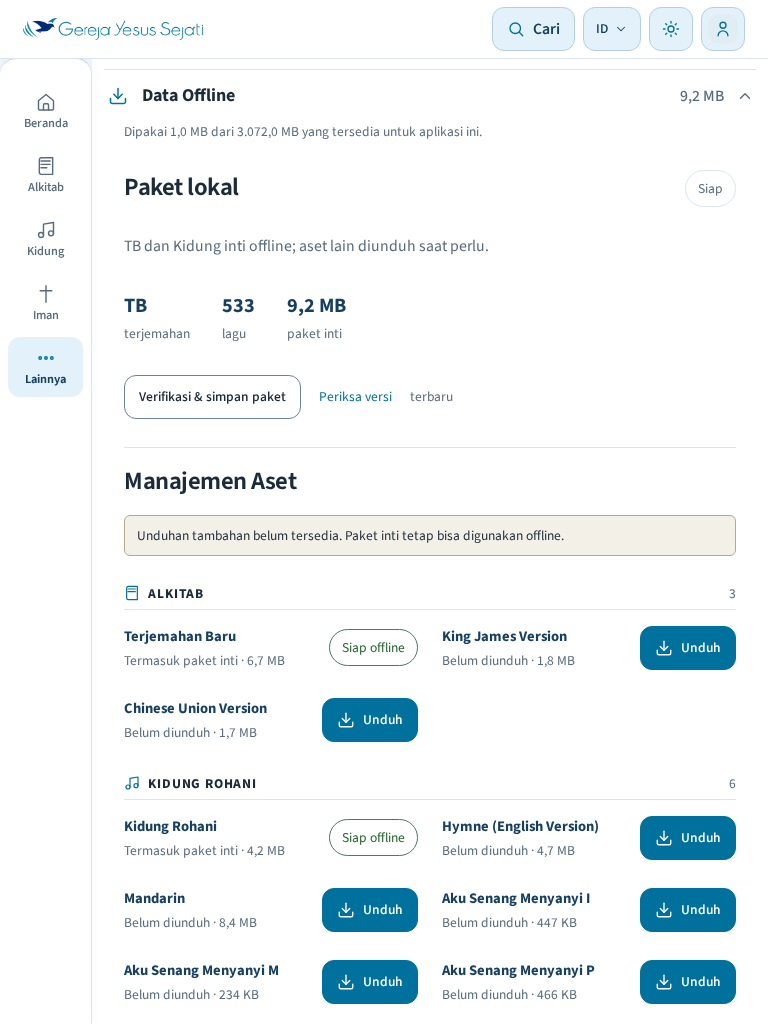 Gereja Yesus Sejati
Cari
ID
Beranda
Alkitab
Kidung
Iman
Lainnya
Data Offline
9,2 MB
Dipakai 1,0 MB dari 3.072,0 MB yang tersedia untuk aplikasi ini.
Paket lokal
Siap
TB dan Kidung inti offline; aset lain diunduh saat perlu.
TB 533 9,2 MB
terjemahan lagu paket inti
Verifikasi & simpan paket Periksa versi terbaru
Manajemen Aset
Unduhan tambahan belum tersedia. Paket inti tetap bisa digunakan offline.
ALKITAB 3
Terjemahan Baru
Termasuk paket inti · 6,7 MB
Siap offline
King James Version
Belum diunduh · 1,8 MB
Unduh
Chinese Union Version
Belum diunduh · 1,7 MB
Unduh
KIDUNG ROHANI 6
Kidung Rohani
Termasuk paket inti · 4,2 MB
Siap offline
Hymne (English Version)
Belum diunduh · 4,7 MB
Unduh
Mandarin
Belum diunduh · 8,4 MB
Unduh
Aku Senang Menyanyi I
Belum diunduh · 447 KB
Unduh
Aku Senang Menyanyi M
Belum diunduh · 234 KB
Unduh
Aku Senang Menyanyi P
Belum diunduh · 466 KB
Unduh